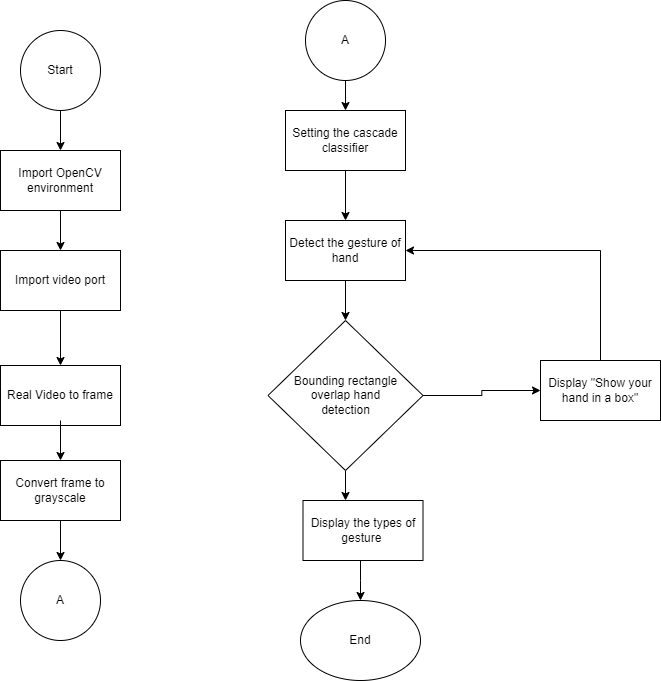 Start
Import OpenCV
environment
Import video port
Real Video to frame
Convert frame to
grayscale
A
A
Setting the cascade
classifier
Detect the gesture of
hand
Bounding rectangle
overlap hand
detection
Display "Show your
hand in a box"
Display the types of
gesture
End